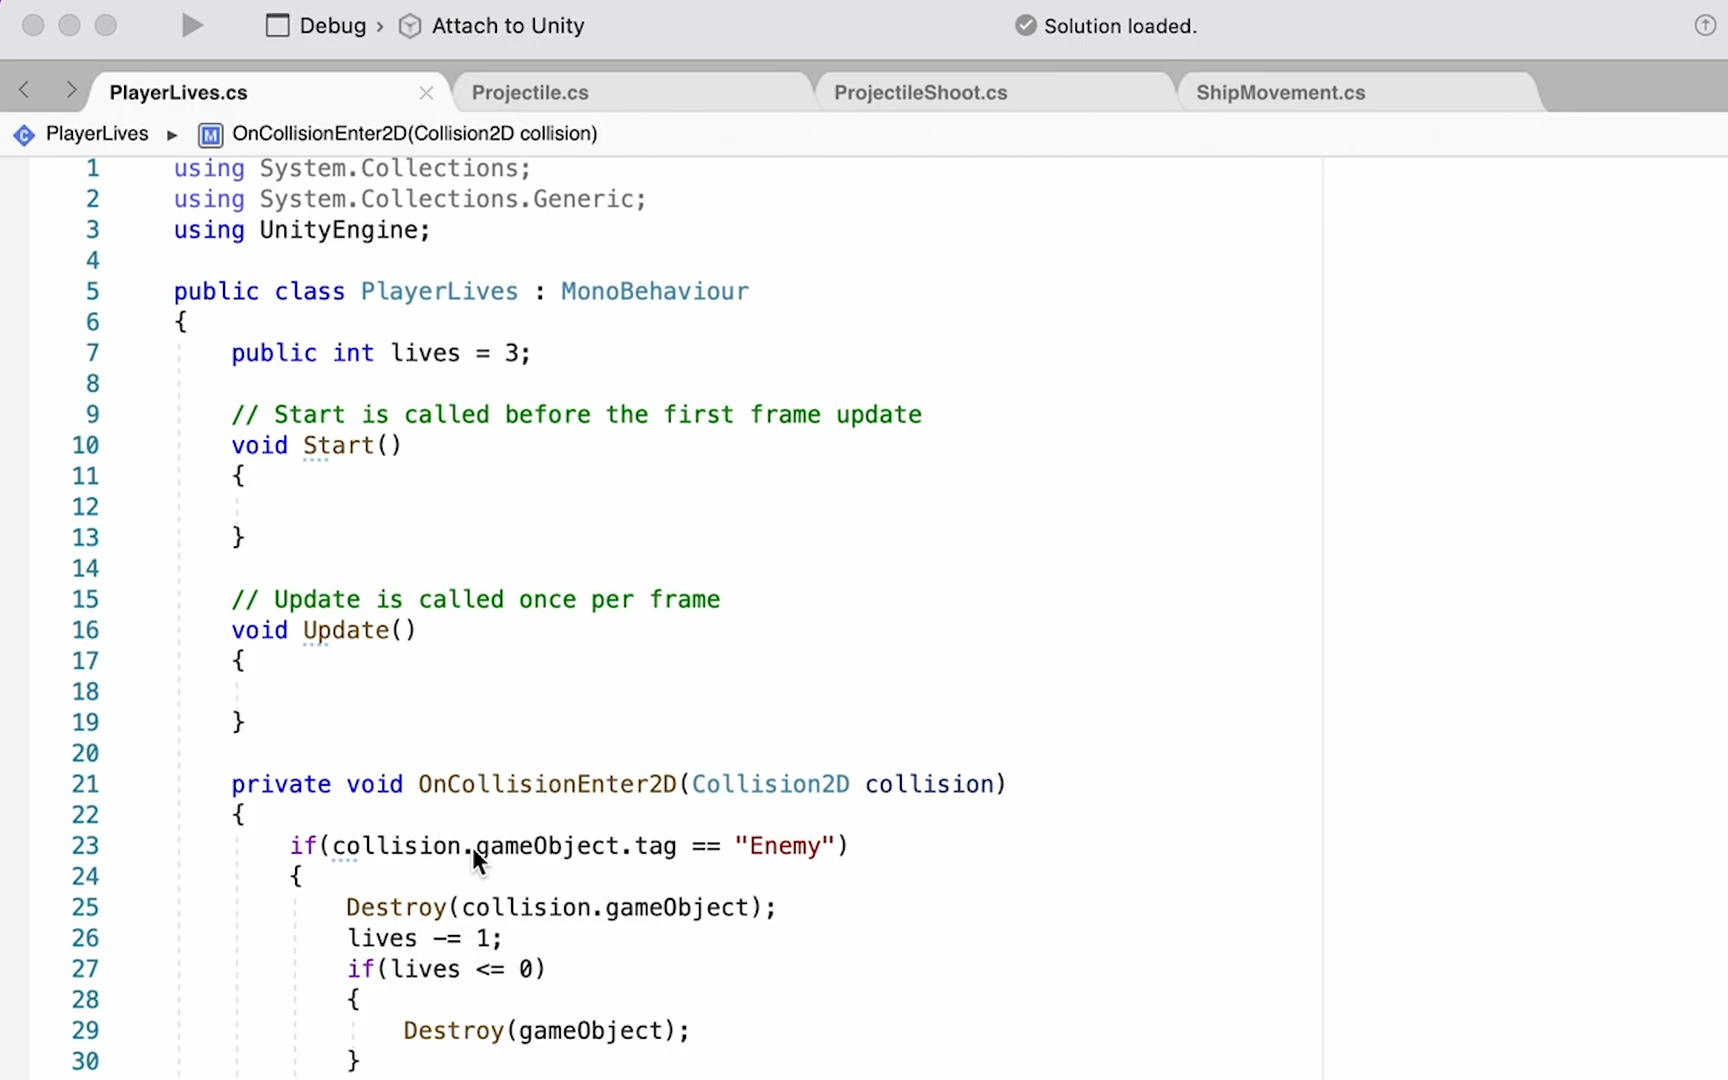 Debug › Attach to Unity
Solution loaded.
PlayerLives.cs
Projectile.cs
ProjectileShoot.cs
ShipMovement.cs
PlayerLives ▸ M OnCollisionEnter2D(Collision2D collision)
1 using System.Collections;
2 using System.Collections.Generic;
3 using UnityEngine;
4
5 public class PlayerLives : MonoBehaviour
6 {
7 public int lives = 3;
8
9 // Start is called before the first frame update
10 void Start()
11 {
12
13 }
14
15 // Update is called once per frame
16 void Update()
17 {
18
19 }
20
21 private void OnCollisionEnter2D(Collision2D collision)
22 {
23 if(collision.gameObject.tag == "Enemy")
24 {
25 Destroy(collision.gameObject);
26 lives -= 1;
27 if(lives <= 0)
28 {
29 Destroy(gameObject);
30 }